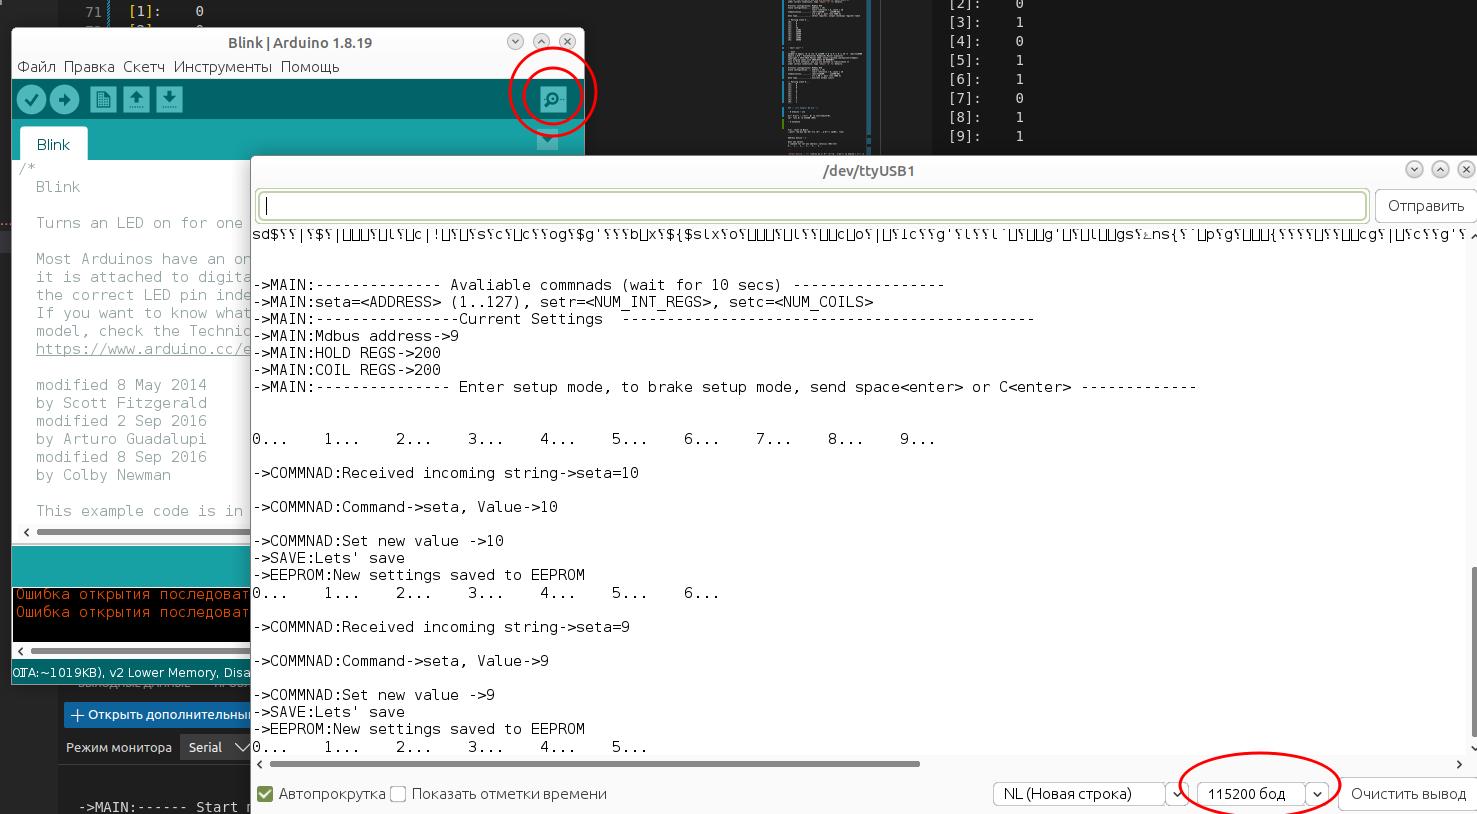 71 [1]: 0
[2]: 0
[3]: 1
[4]: 0
[5]: 1
[6]: 1
[7]: 0
[8]: 1
[9]: 1
Blink | Arduino 1.8.19
Файл Правка Скетч Инструменты Помощь
Blink
/*
Blink
Turns an LED on for one
Most Arduinos have an on
it is attached to digita
the correct LED pin inde
If you want to know what
model, check the Technic
https://www.arduino.cc/e
modified 8 May 2014
by Scott Fitzgerald
modified 2 Sep 2016
by Arturo Guadalupi
modified 8 Sep 2016
by Colby Newman
This example code is in
Ошибка открытия последоват
Ошибка открытия последоват
OTA:~1019KB), v2 Lower Memory, Disa
Открыть дополнительны
Режим монитора Serial
->MAIN:------ Start
/dev/ttyUSB1
Отправить
->MAIN:-------------- Avaliable commnads (wait for 10 secs) -----------------
->MAIN:seta=<ADDRESS> (1..127), setr=<NUM_INT_REGS>, setc=<NUM_COILS>
->MAIN:----------------Current Settings ----------------------------------------------
->MAIN:Mdbus address->9
->MAIN:HOLD REGS->200
->MAIN:COIL REGS->200
->MAIN:--------------- Enter setup mode, to brake setup mode, send space<enter> or C<enter> -------------
0... 1... 2... 3... 4... 5... 6... 7... 8... 9...
->COMMNAD:Received incoming string->seta=10
->COMMNAD:Command->seta, Value->10
->COMMNAD:Set new value ->10
->SAVE:Lets' save
->EEPROM:New settings saved to EEPROM
0... 1... 2... 3... 4... 5... 6...
->COMMNAD:Received incoming string->seta=9
->COMMNAD:Command->seta, Value->9
->COMMNAD:Set new value ->9
->SAVE:Lets' save
->EEPROM:New settings saved to EEPROM
0... 1... 2... 3... 4... 5...
Автопрокрутка Показать отметки времени NL (Новая строка) 115200 бод Очистить вывод